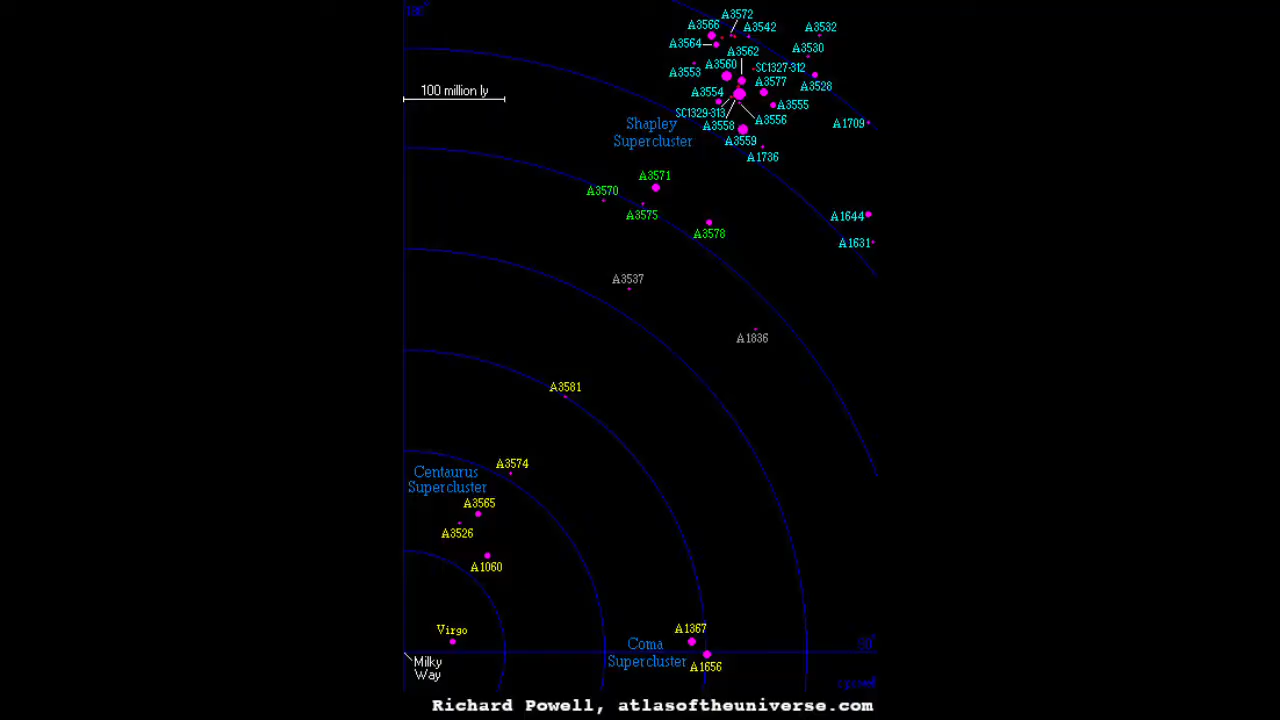 180°
A3572
A3566
A3542
A3532
A3564
A3562
A3530
A3560
SC1327-312
A3553
A3577
A3528
A3554
A3555
SC1329-313
A3556
A3558
A1709
Shapley
Supercluster
A3559
A1736
100 million ly
A3571
A3570
A3575
A3578
A1644
A1631
A3537
A1836
A3581
A3574
Centaurus
Supercluster
A3565
A3526
A1060
Virgo
A1367
Coma
Supercluster
A1656
90°
Milky
Way
Richard Powell, atlasoftheuniverse.com